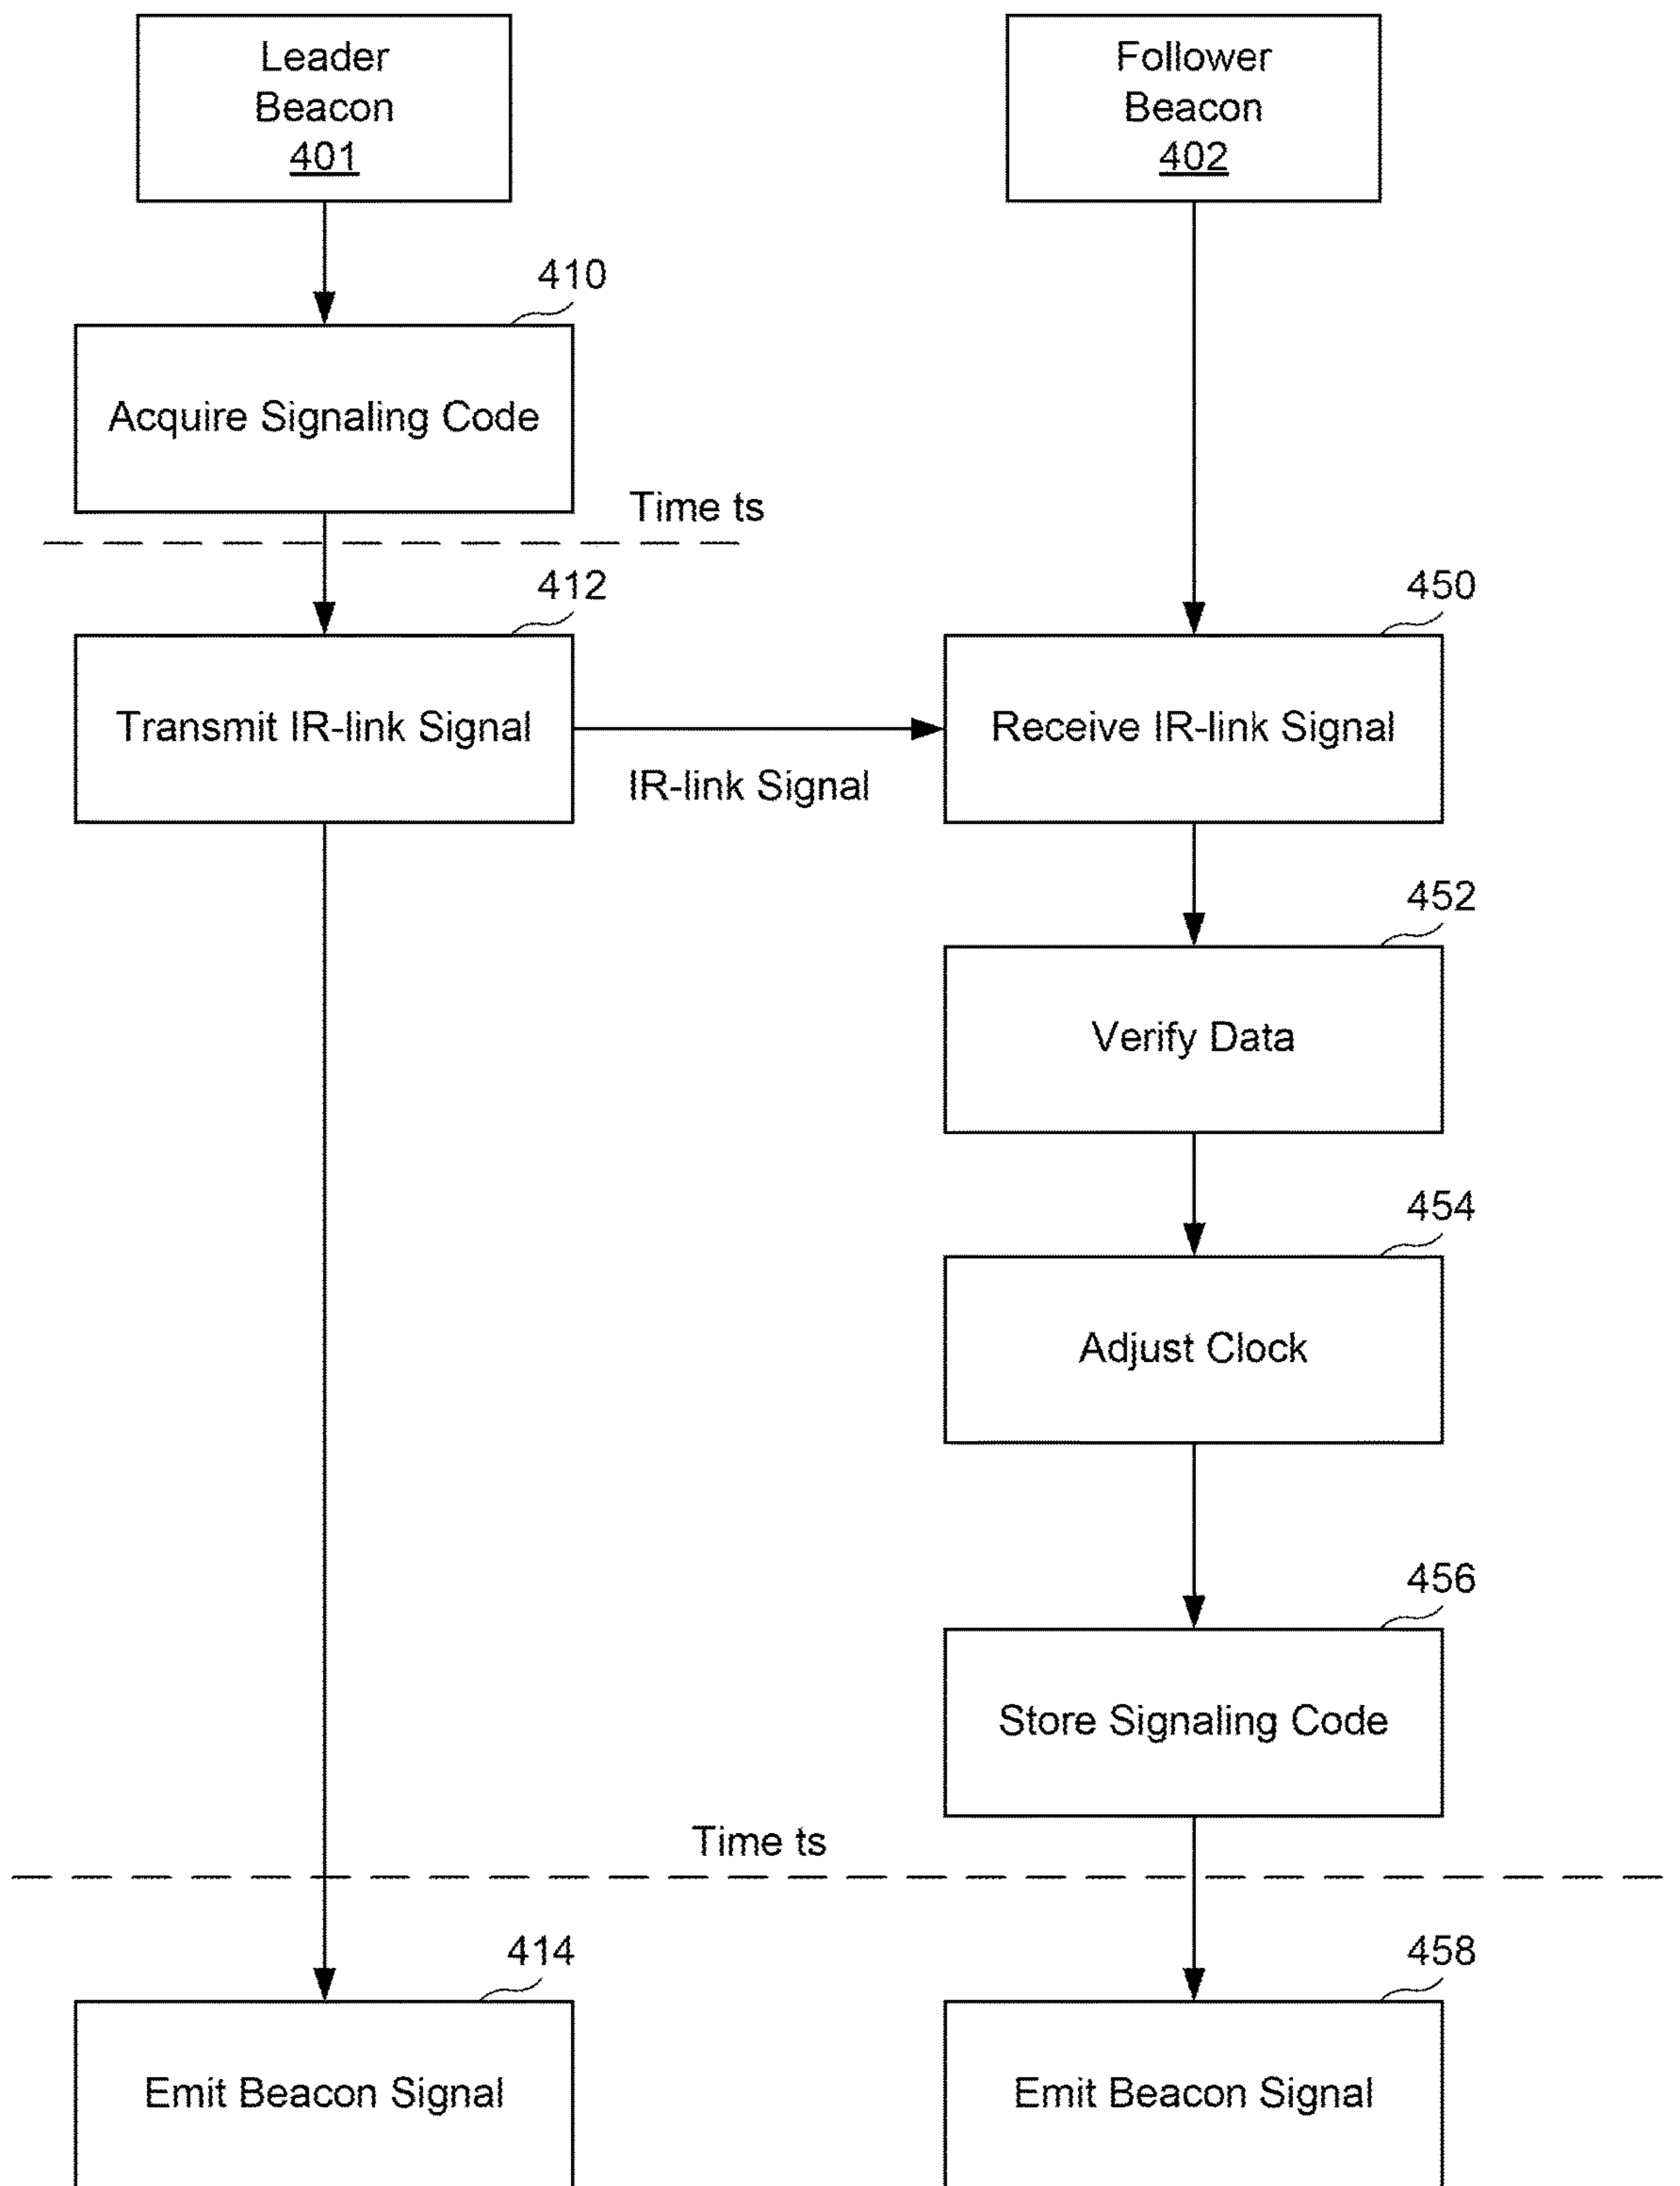 Leader
Beacon
401
Follower
Beacon
402
410
Acquire Signaling Code
Time ts
412
Transmit IR-link Signal
IR-link Signal
450
Receive IR-link Signal
452
Verify Data
454
Adjust Clock
456
Store Signaling Code
Time ts
414
Emit Beacon Signal
458
Emit Beacon Signal